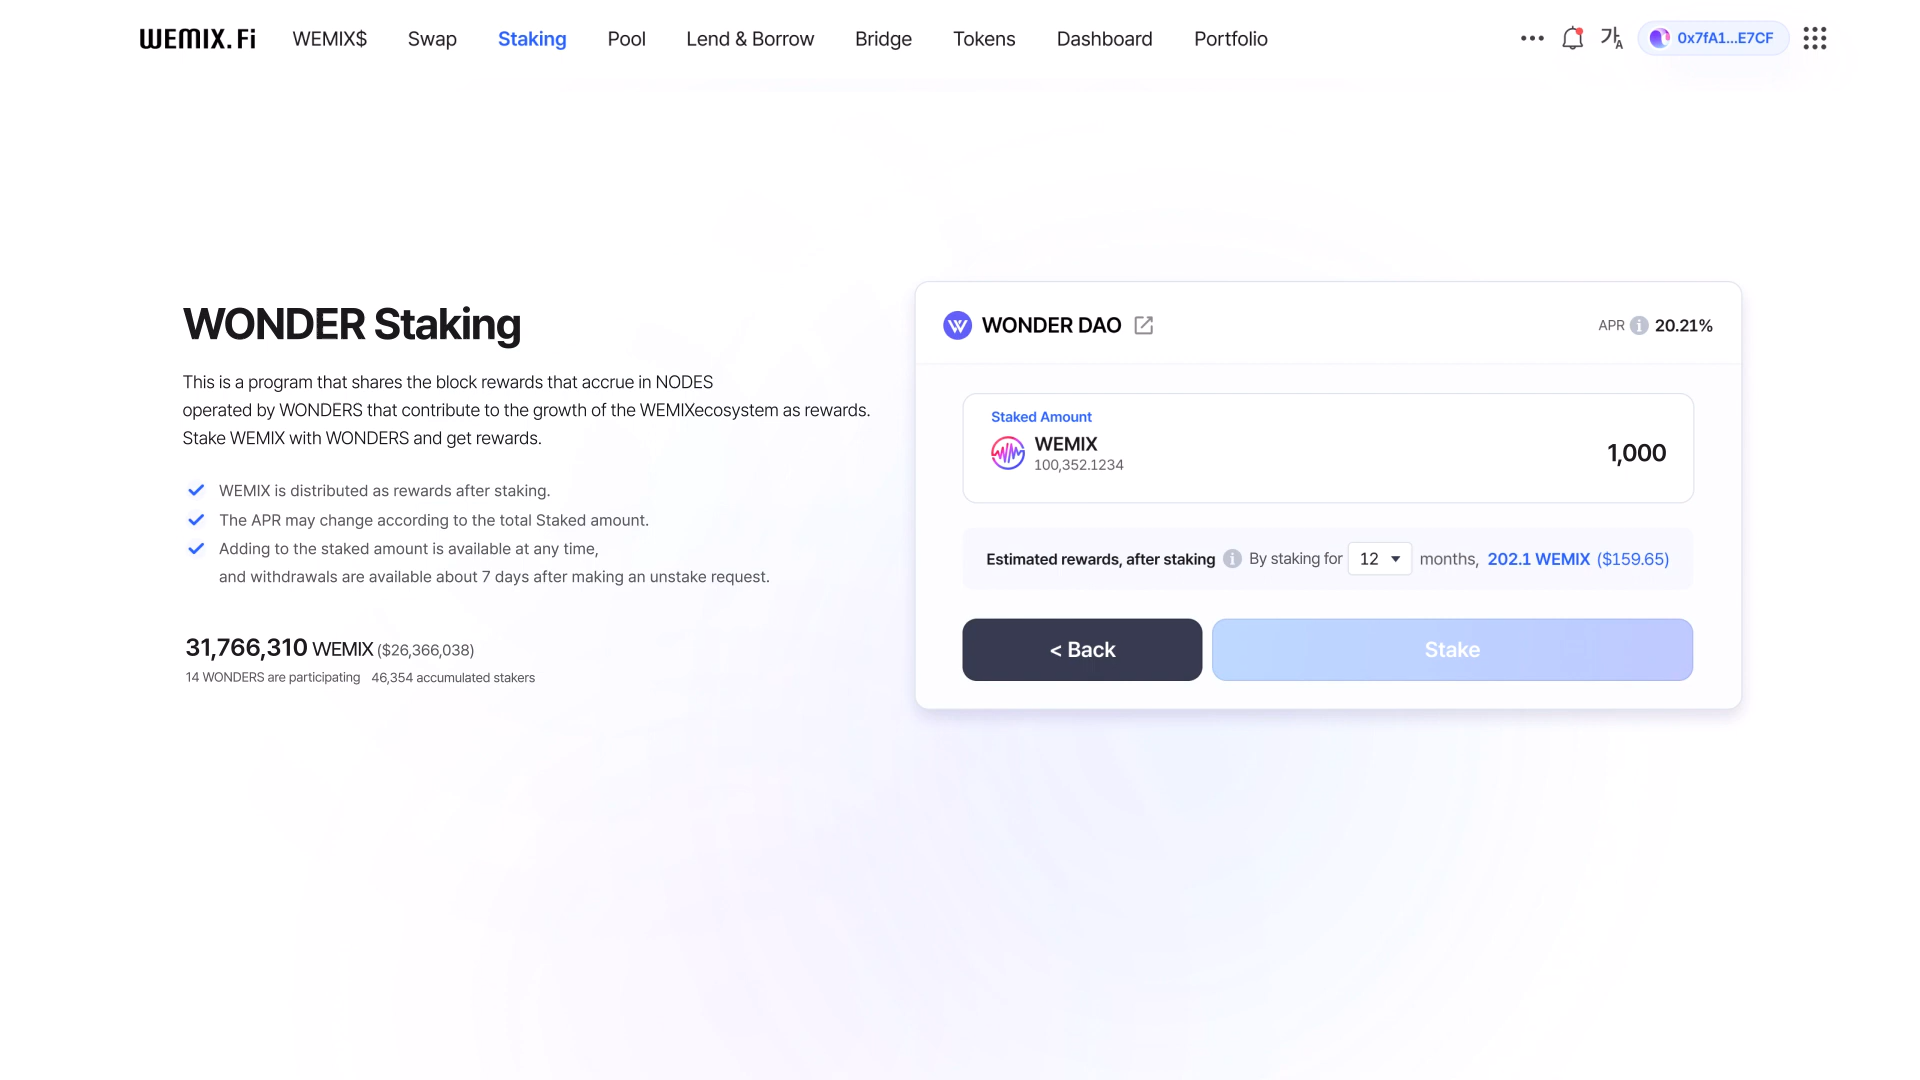 WEMIX.Fi WEMIX$ Swap Staking Pool Lend & Borrow Bridge Tokens Dashboard Portfolio 가A 0x7fA1...E7CF
WONDER Staking
This is a program that shares the block rewards that accrue in NODES
operated by WONDERS that contribute to the growth of the WEMIXecosystem as rewards.
Stake WEMIX with WONDERS and get rewards.
WEMIX is distributed as rewards after staking.
The APR may change according to the total Staked amount.
Adding to the staked amount is available at any time,
and withdrawals are available about 7 days after making an unstake request.
31,766,310 WEMIX ($26,366,038)
14 WONDERS are participating 46,354 accumulated stakers
WONDER DAO APR 20.21%
Staked Amount
WEMIX 1,000
100,352.1234
Estimated rewards, after staking By staking for 12 months, 202.1 WEMIX ($159.65)
< Back Stake